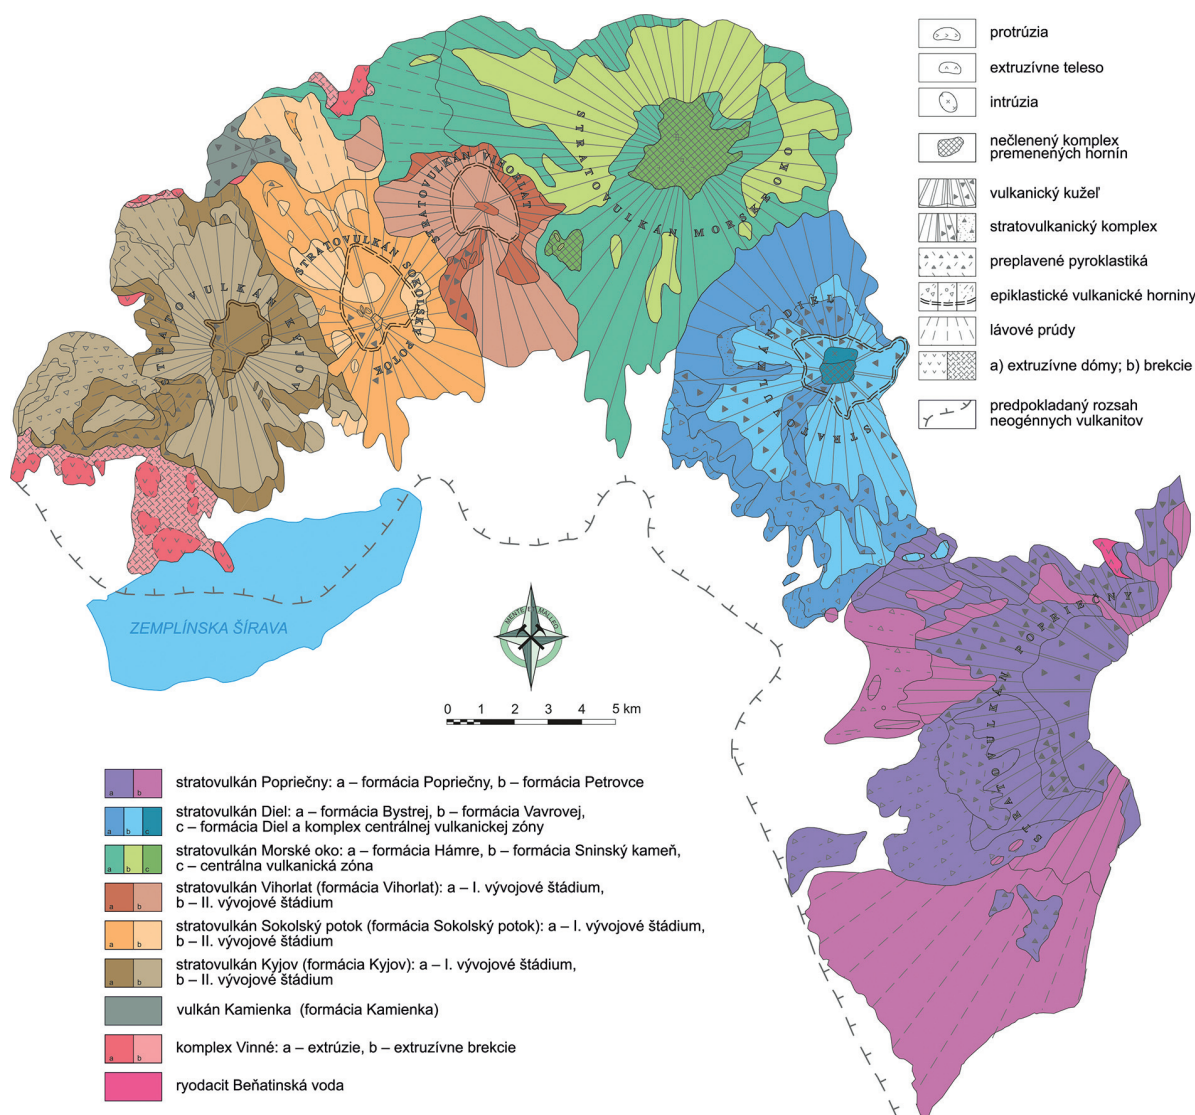 protrúzia
extruzívne teleso
intrúzia
nečlenený komplex
premenených hornín
vulkanický kužeľ
stratovulkanický komplex
preplavené pyroklastiká
epiklastické vulkanické horniny
lávové prúdy
a) extruzívne dómy; b) brekcie
predpokladaný rozsah
neogénnych vulkanitov
STRATOVULKÁN MORSKÉ OKO
STRATOVULKÁN VIHORLAT
STRATOVULKÁN SOKOLSKÝ POTOK
STRATOVULKÁN KYJOV
STRATOVULKÁN DIEL
STRATOVULKÁN POPRIEČNY
ZEMPLÍNSKA ŠÍRAVA
MENTE ET MALLEO
0 1 2 3 4 5 km
a b stratovulkán Popriečny: a – formácia Popriečny, b – formácia Petrovce
a b c stratovulkán Diel: a – formácia Bystrej, b – formácia Vavrovej,
c – formácia Diel a komplex centrálnej vulkanickej zóny
a b c stratovulkán Morské oko: a – formácia Hámre, b – formácia Sninský kameň,
c – centrálna vulkanická zóna
a b stratovulkán Vihorlat (formácia Vihorlat): a – I. vývojové štádium,
b – II. vývojové štádium
a b stratovulkán Sokolský potok (formácia Sokolský potok): a – I. vývojové štádium,
b – II. vývojové štádium
a b stratovulkán Kyjov (formácia Kyjov): a – I. vývojové štádium,
b – II. vývojové štádium
vulkán Kamienka (formácia Kamienka)
a b komplex Vinné: a – extrúzie, b – extruzívne brekcie
ryodacit Beňatinská voda